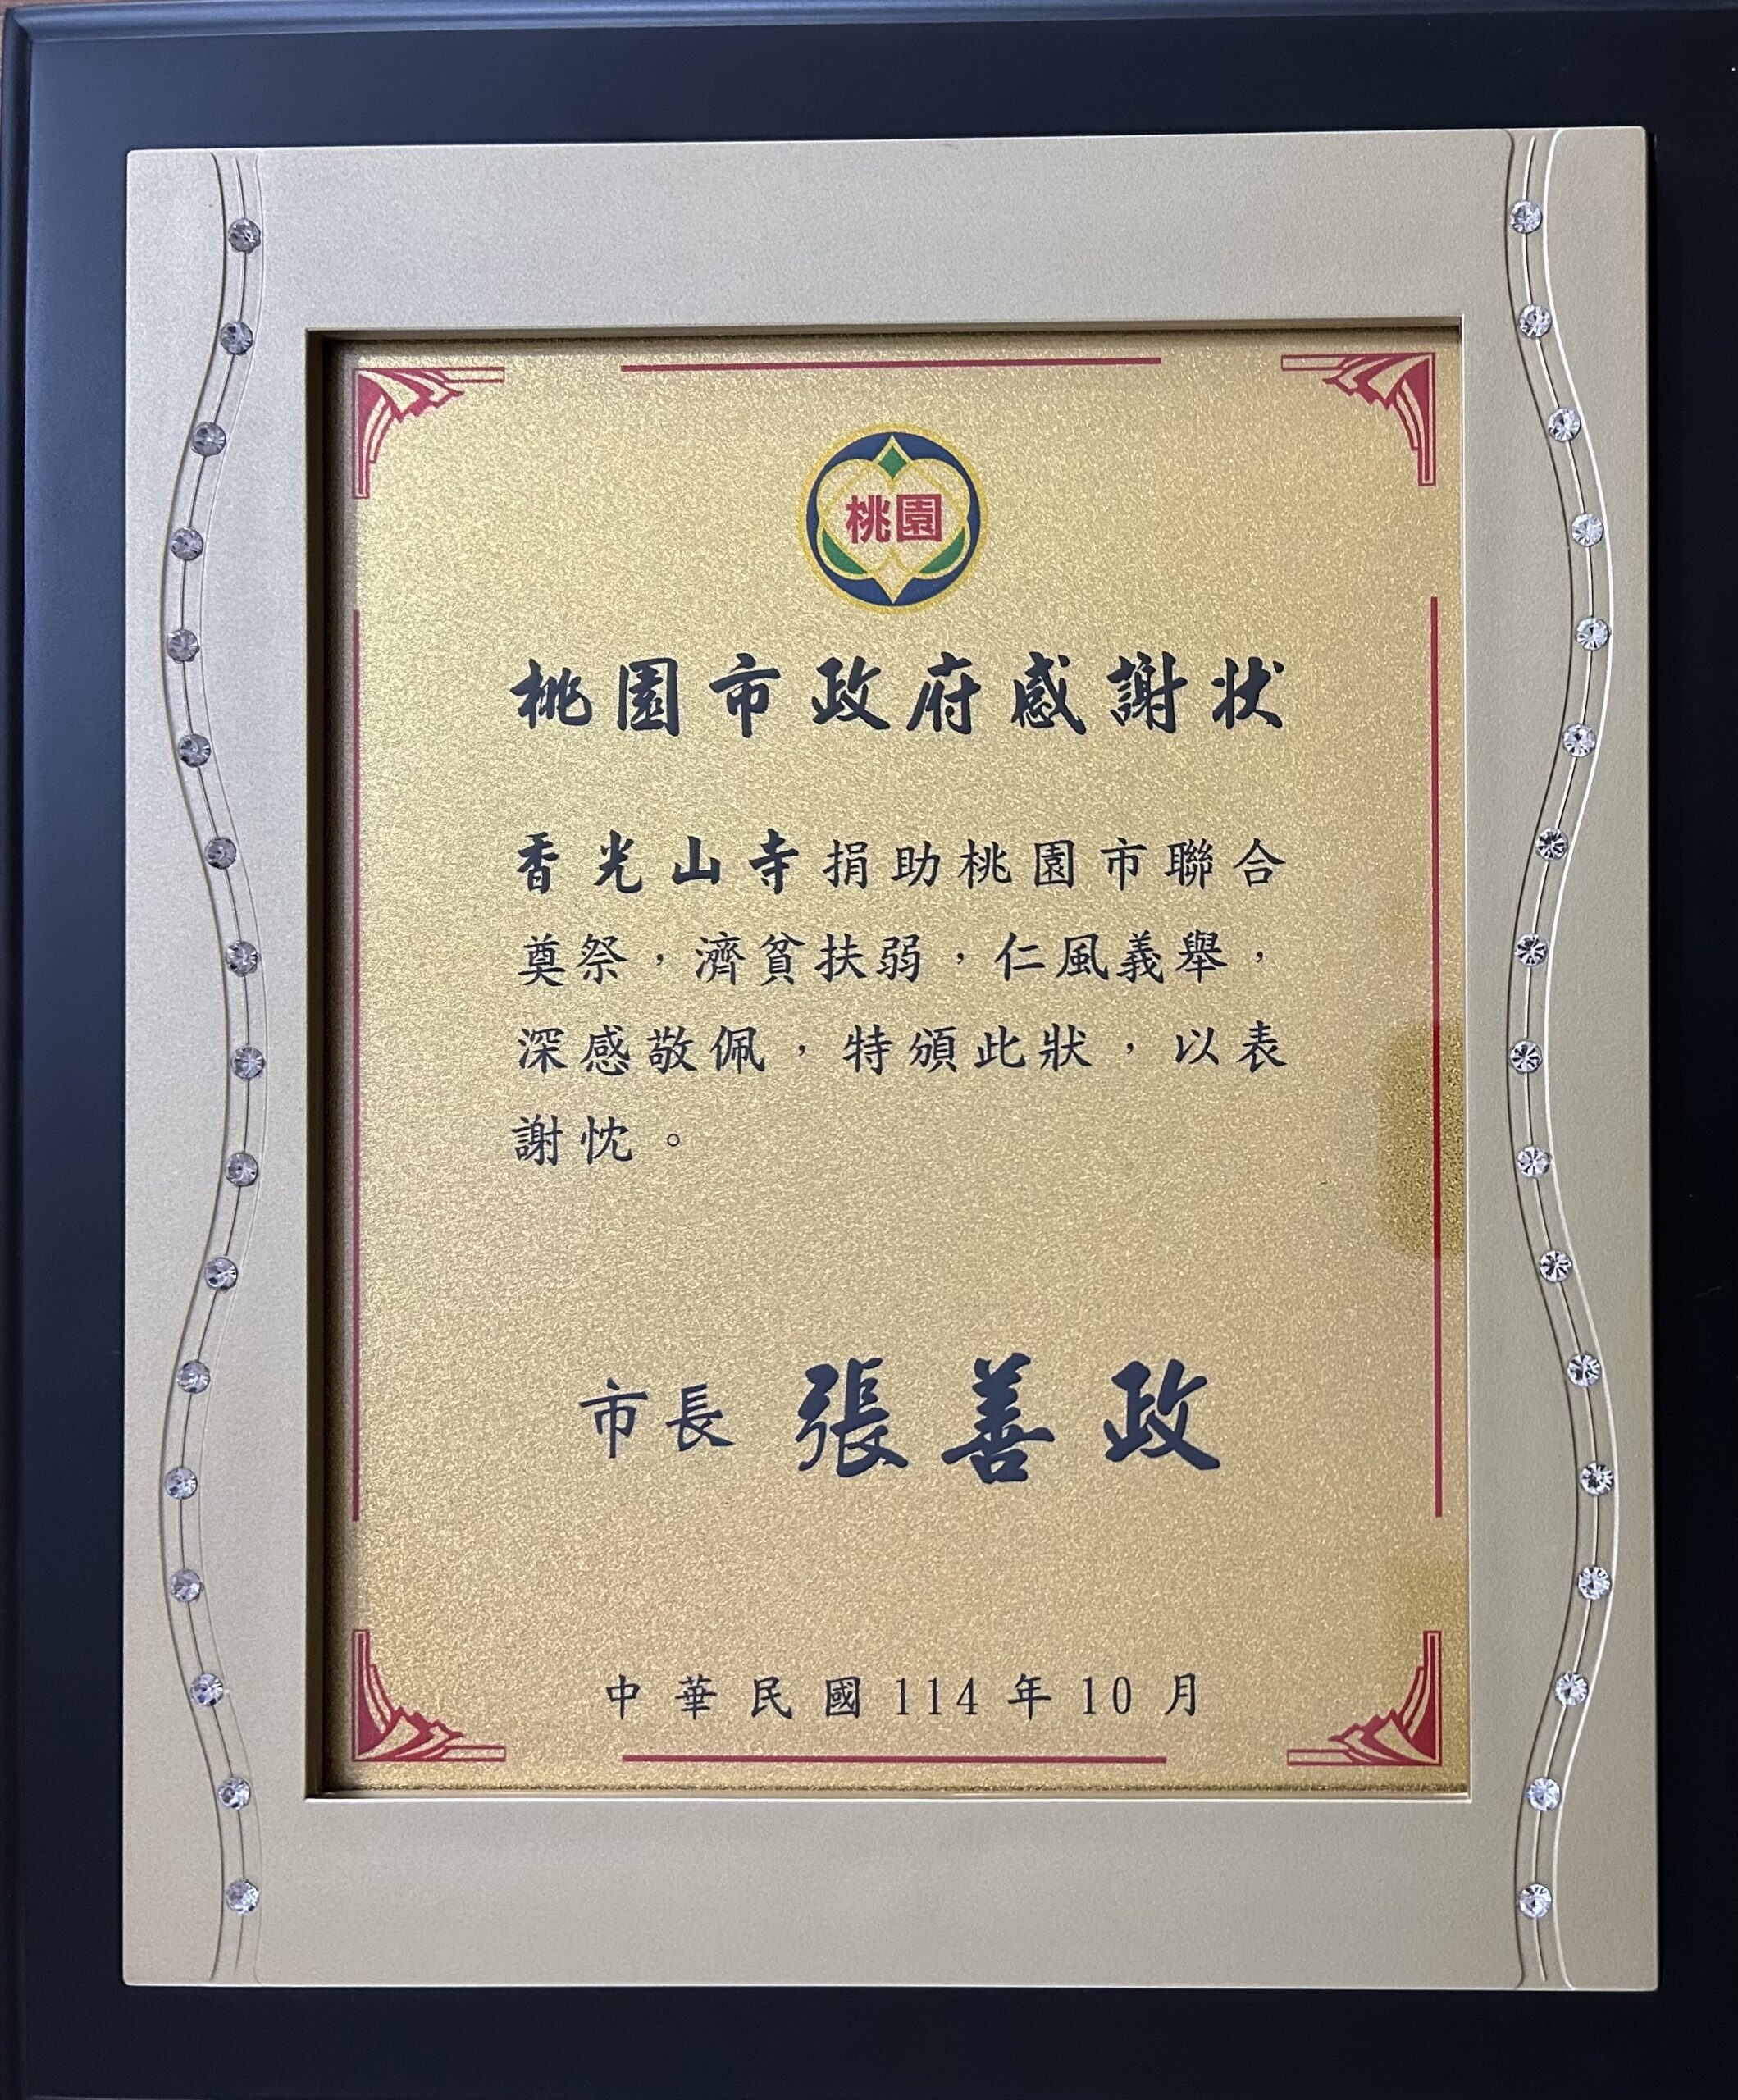 桃園
桃園市政府感謝狀
香光山寺捐助桃園市聯合
奠祭，濟貧扶弱，仁風義舉，
深感敬佩，特頒此狀，以表
謝忱。
市長 張善政
中華民國114年10月